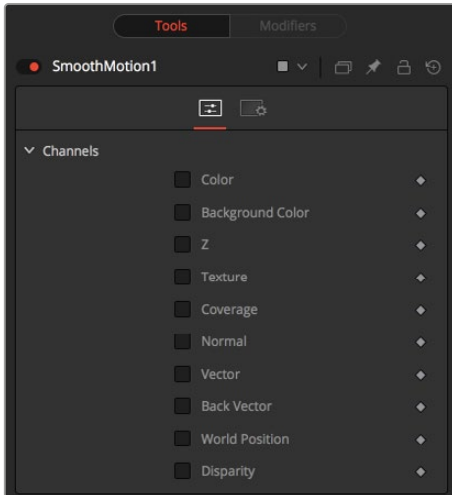 Tools Modifiers
SmoothMotion1
Channels
Color
Background Color
Z
Texture
Coverage
Normal
Vector
Back Vector
World Position
Disparity